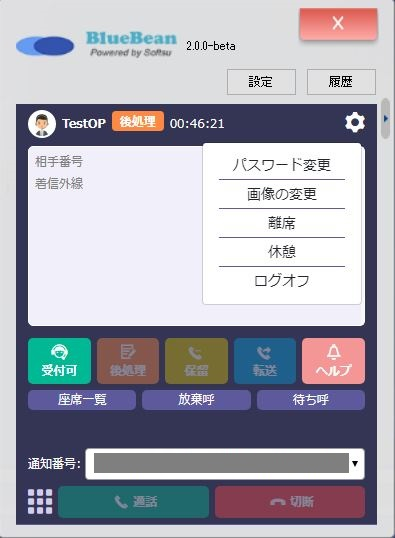 X
BlueBean
Powered by Softsu
2.0.0-beta
設定 履歴
TestOP 後処理 00:46:21
相手番号
着信外線
パスワード変更
画像の変更
離席
休憩
ログオフ
受付可 後処理 保留 転送 ヘルプ
座席一覧 放棄呼 待ち呼
通知番号:
通話 切断